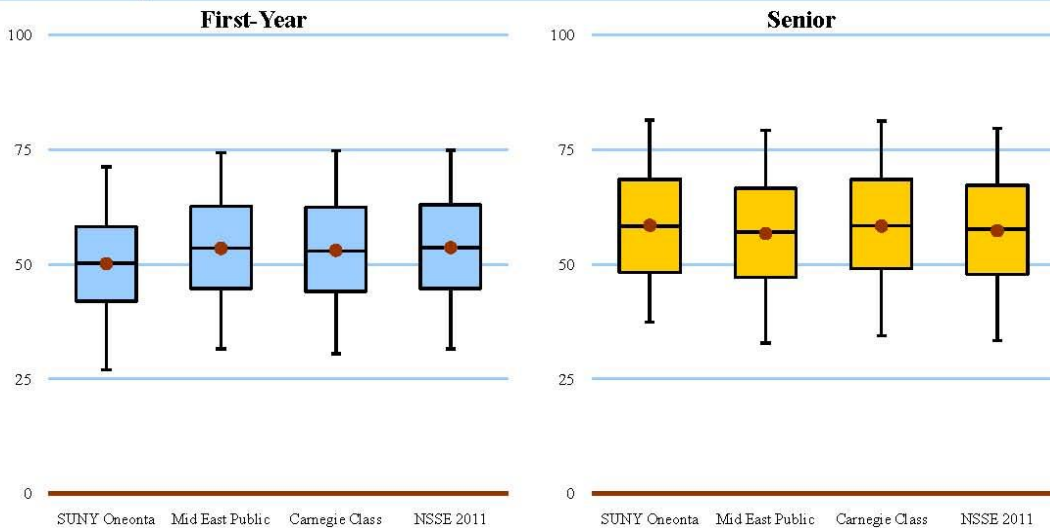 First-Year
100
75
50
25
0
SUNY Oneonta Mid East Public Carnegie Class NSSE 2011
Senior
100
75
50
25
0
SUNY Oneonta Mid East Public Carnegie Class NSSE 2011